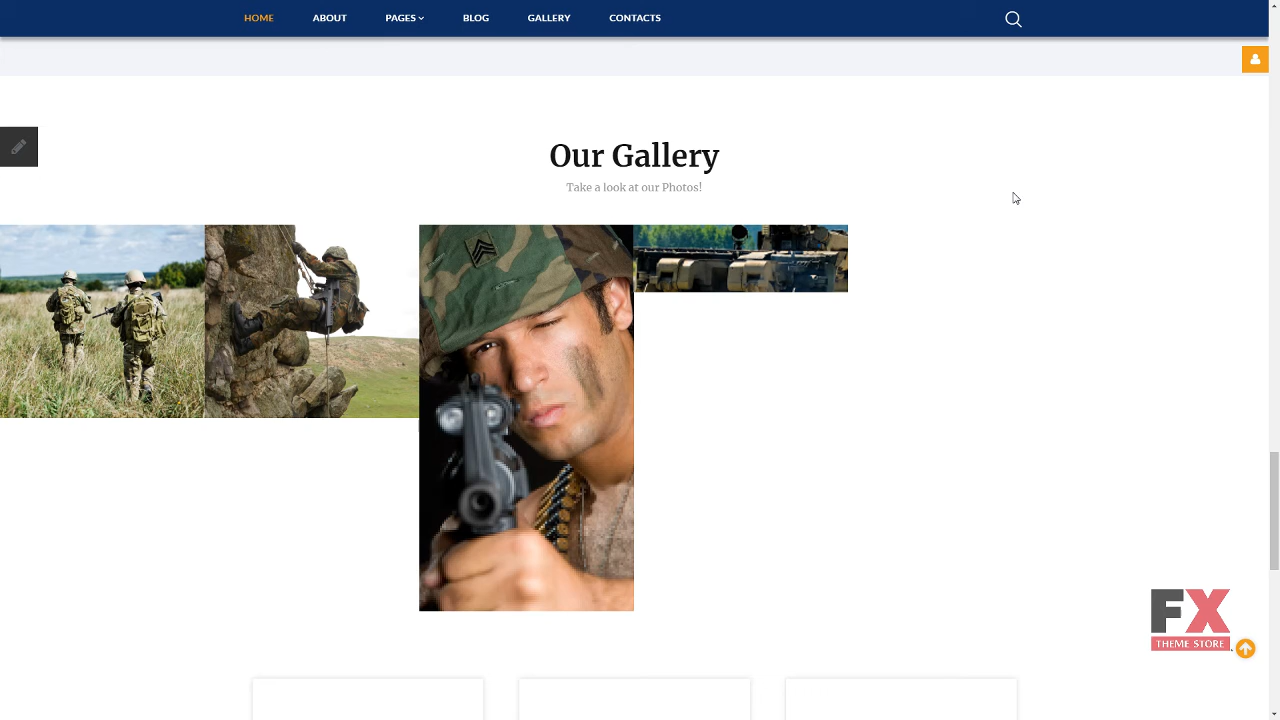 HOME ABOUT PAGES BLOG GALLERY CONTACTS
Our Gallery
Take a look at our Photos!
FX
THEME STORE